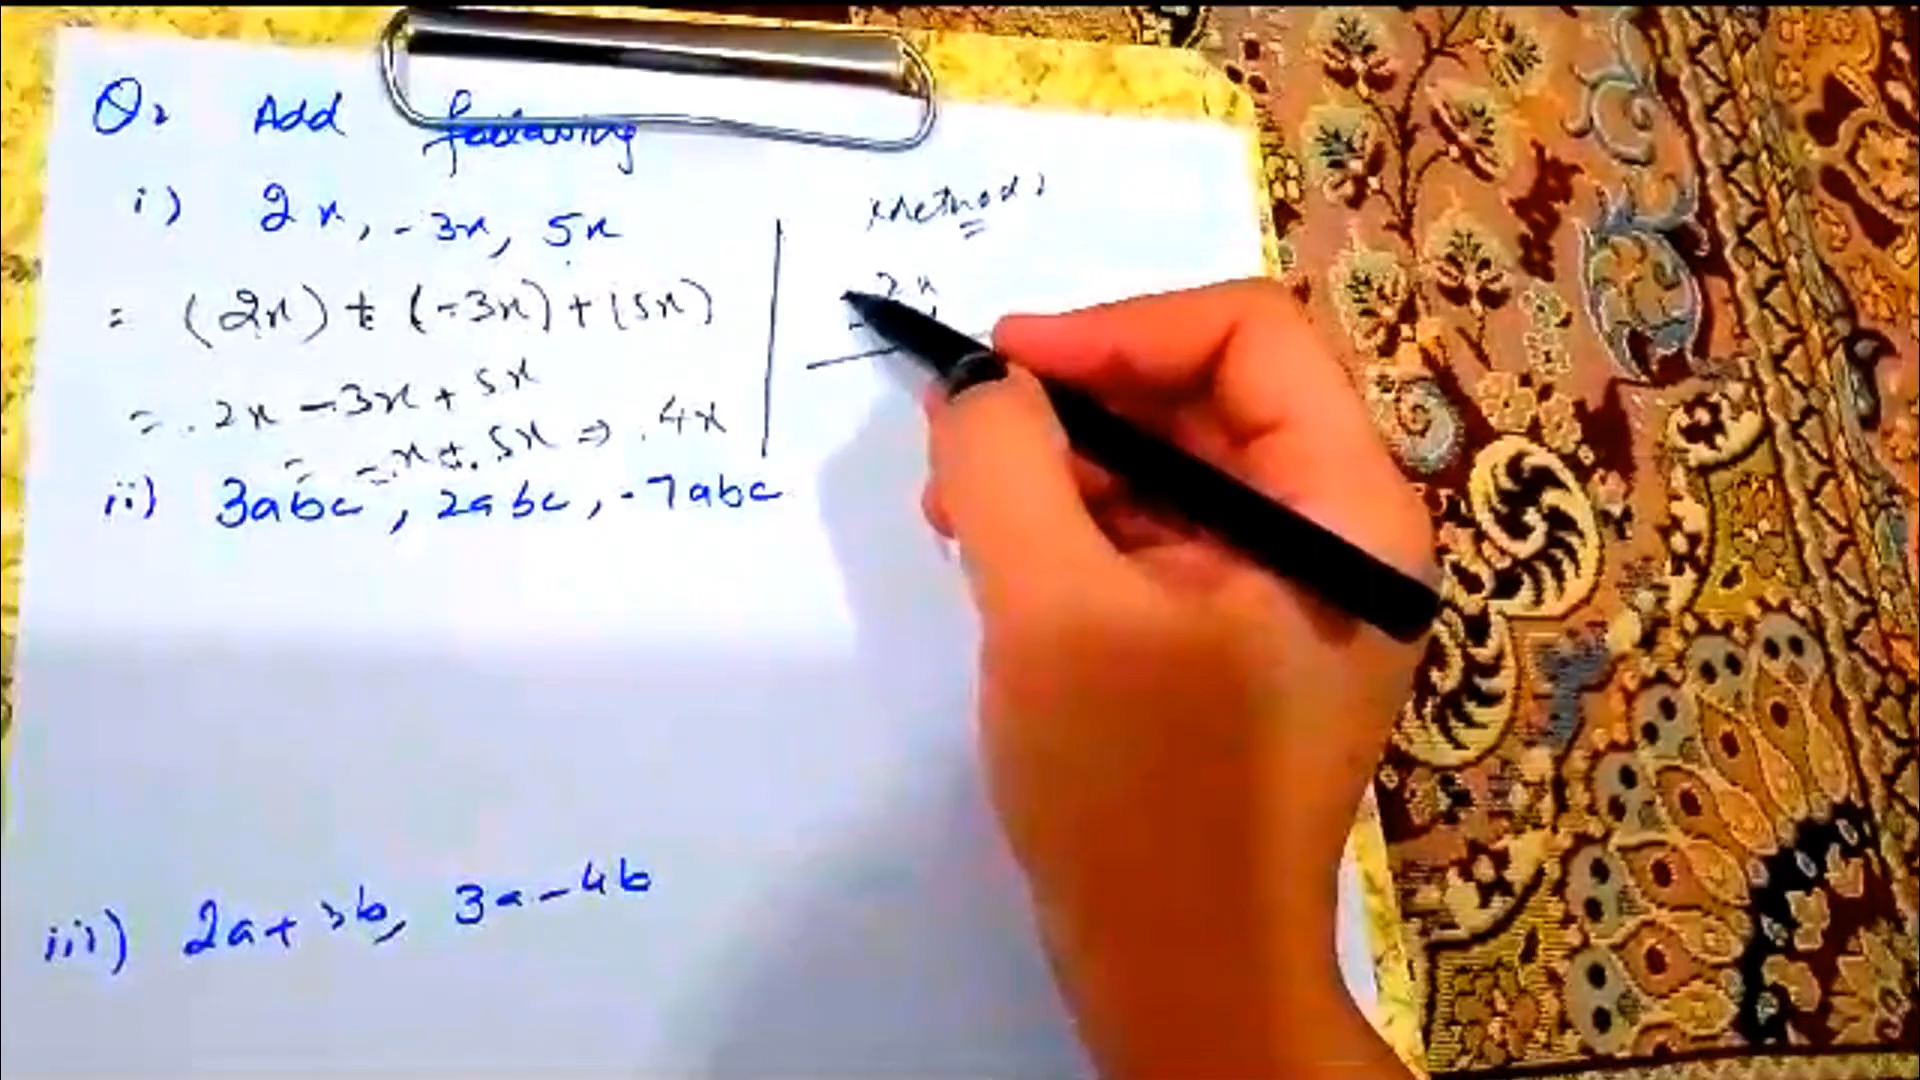 Q: Add following
i) 2x, -3x, 5x
= (2x) + (-3x) + (5x)
= 2x - 3x + 5x
= -x + 5x ⇒ 4x
Method:
2x
ii) 3abc, 2abc, -7abc
iii) 2a + 3b, 3a - 4b